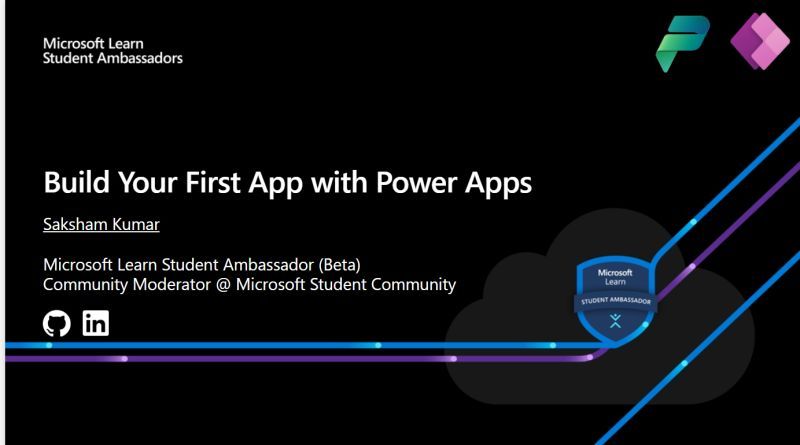 Microsoft Learn
Student Ambassadors
Build Your First App with Power Apps
Saksham Kumar
Microsoft Learn Student Ambassador (Beta)
Community Moderator @ Microsoft Student Community
in
Microsoft
Learn
STUDENT AMBASSADOR